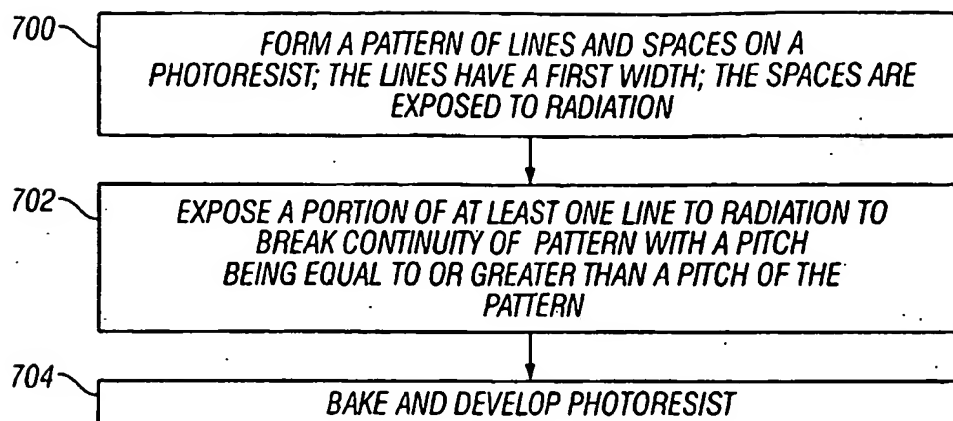 700
FORM A PATTERN OF LINES AND SPACES ON A
PHOTORESIST; THE LINES HAVE A FIRST WIDTH; THE SPACES ARE
EXPOSED TO RADIATION
702
EXPOSE A PORTION OF AT LEAST ONE LINE TO RADIATION TO
BREAK CONTINUITY OF PATTERN WITH A PITCH
BEING EQUAL TO OR GREATER THAN A PITCH OF THE
PATTERN
704
BAKE AND DEVELOP PHOTORESIST